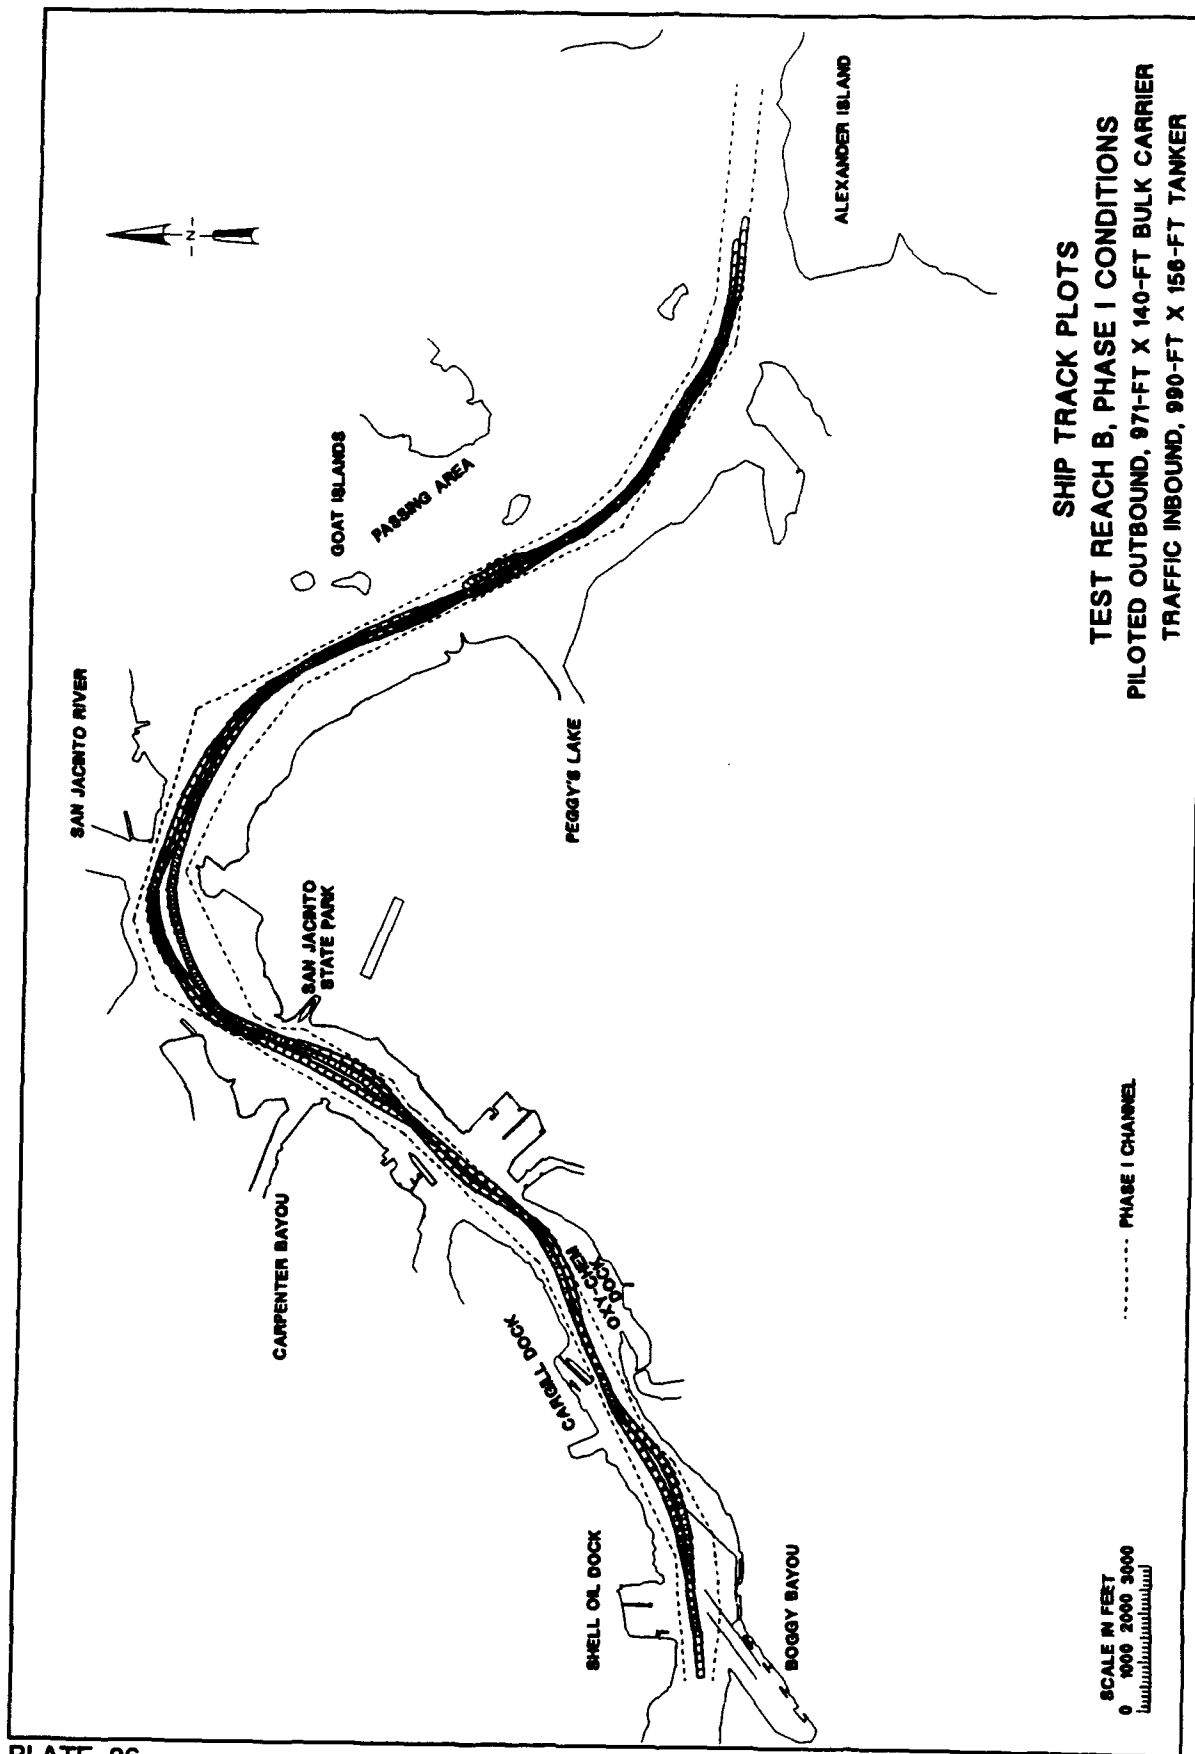 SAN JACINTO RIVER
GOAT ISLANDS
PASSING AREA
-N-
ALEXANDER ISLAND
SAN JACINTO
STATE PARK
PEGGY'S LAKE
CARPENTER BAYOU
CARGILL DOCK
OXY-CHEM
DOCK
SHELL OIL DOCK
BOGGY BAYOU
SHIP TRACK PLOTS
TEST REACH B, PHASE I CONDITIONS
PILOTED OUTBOUND, 971-FT X 140-FT BULK CARRIER
TRAFFIC INBOUND, 990-FT X 156-FT TANKER
PHASE I CHANNEL
SCALE IN FEET
0 1000 2000 3000